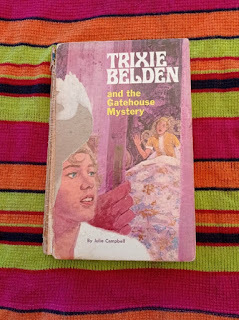 TRIXIE
BELDEN
and the
Gatehouse
Mystery
By Julie Campbell